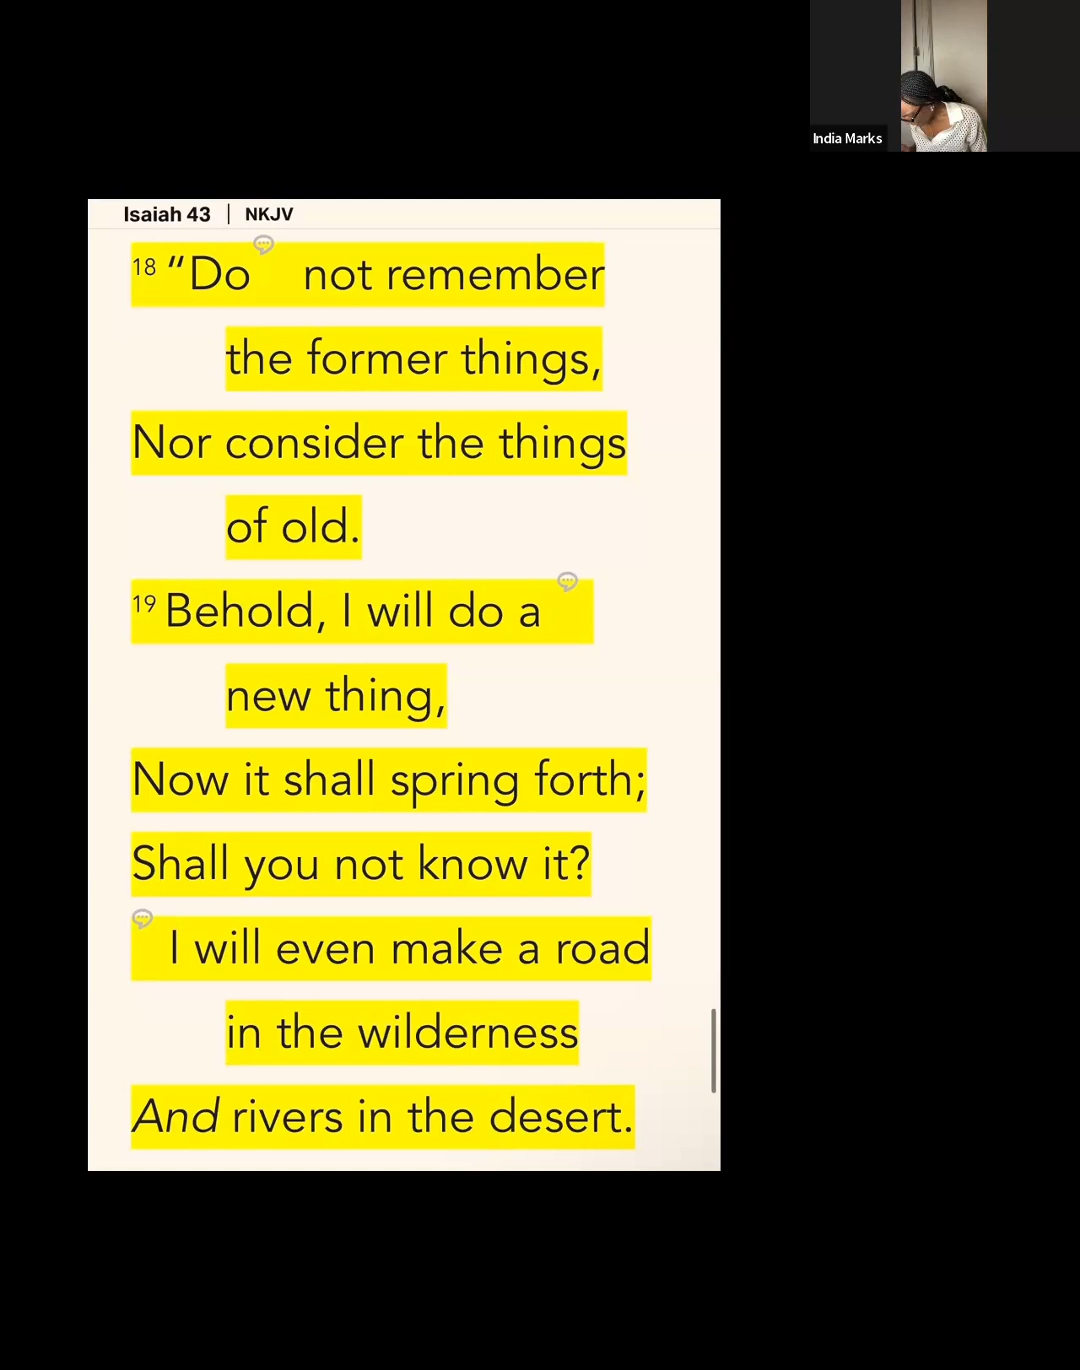 India Marks
Isaiah 43 | NKJV
18 “Do not remember
the former things,
Nor consider the things
of old.
19 Behold, I will do a
new thing,
Now it shall spring forth;
Shall you not know it?
I will even make a road
in the wilderness
And rivers in the desert.